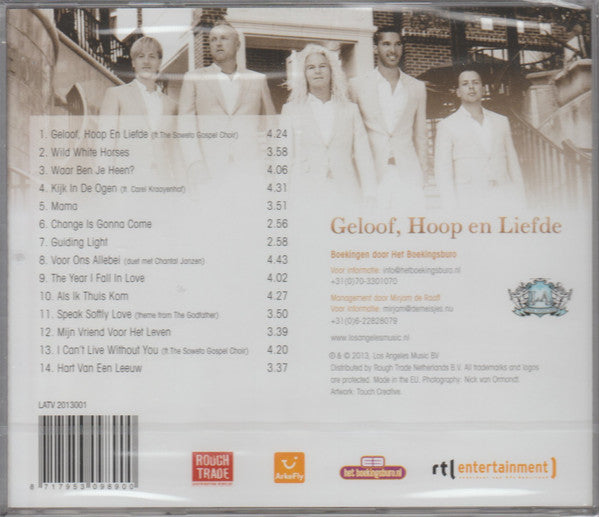 1. Geloof, Hoop En Liefde (ft.The Soweto Gospel Choir) 4.24
2. Wild White Horses 3.58
3. Waar Ben Je Heen? 4.06
4. Kijk In De Ogen (ft. Carel Kraayenhof) 4.31
5. Mama 3.51
6. Change Is Gonna Come 2.56
7. Guiding Light 2.58
8. Voor Ons Allebei (duet met Chantal Janzen) 4.43
9. The Year I Fall In Love 4.02
10. Als Ik Thuis Kom 4.27
11. Speak Softly Love (theme from The Godfather) 3.50
12. Mijn Vriend Voor Het Leven 3.39
13. I Can't Live Without You (ft.The Soweto Gospel Choir) 4.20
14. Hart Van Een Leeuw 3.37
Geloof, Hoop en Liefde
Boekingen door Het Boekingsburo
Voor informatie: info@hetboekingsburo.nl
+31(0)70-3301070
Management door Mirjam de Raaff
Voor informatie: mirjam@demeisjes.nu
+31(0)6-22828079
www.losangelesmusic.nl
℗ & © 2013, Los Angeles Music BV
Distributed by Rough Trade Netherlands B.V. All trademarks and logos
are protected. Made in the EU. Photography: Nick van Ormondt.
Artwork: Touch Creative.
LATV 2013001
8 717953 098900
ROUGH
TRADE
ArkeFly
het boekingsburo.nl
rtl(entertainment)